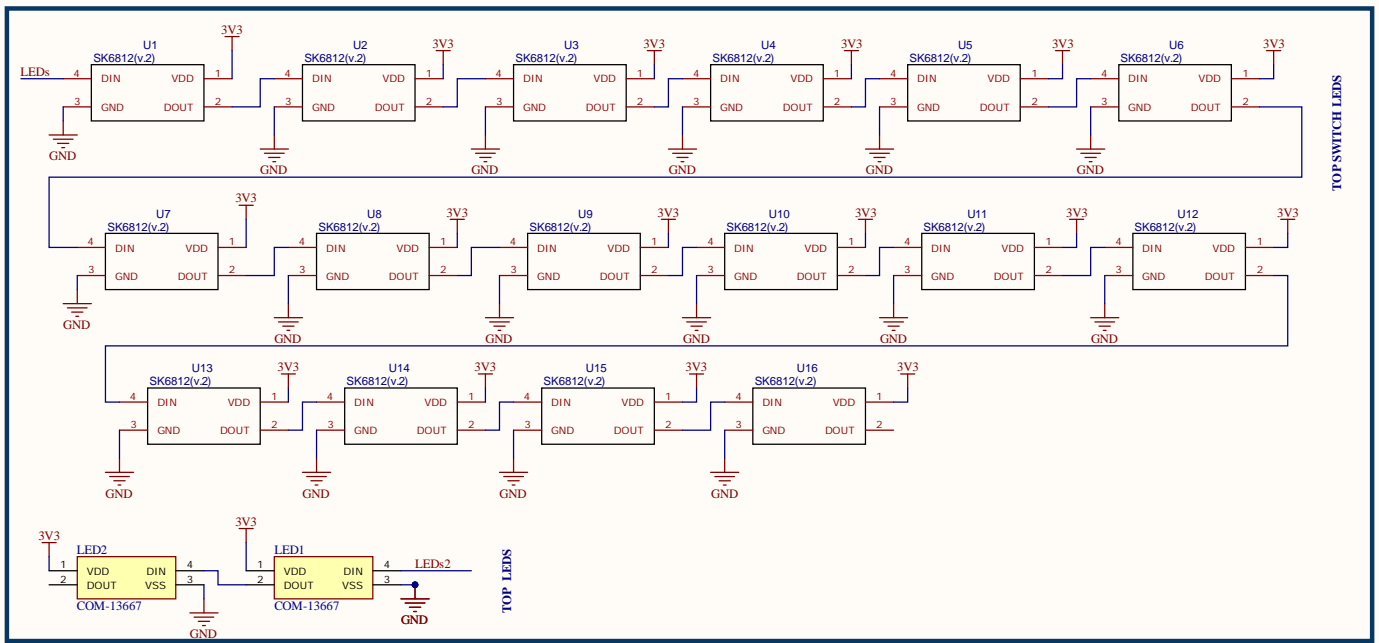 3V3 3V3 3V3 3V3 3V3 3V3
U1 U2 U3 U4 U5 U6
SK6812(v.2) SK6812(v.2) SK6812(v.2) SK6812(v.2) SK6812(v.2) SK6812(v.2)
LEDs 4 DIN VDD 1 4 DIN VDD 1 4 DIN VDD 1 4 DIN VDD 1 4 DIN VDD 1 4 DIN VDD 1
3 GND DOUT 2 3 GND DOUT 2 3 GND DOUT 2 3 GND DOUT 2 3 GND DOUT 2 3 GND DOUT 2
GND GND GND GND GND GND
TOP SWITCH LEDS
3V3 3V3 3V3 3V3 3V3 3V3
U7 U8 U9 U10 U11 U12
SK6812(v.2) SK6812(v.2) SK6812(v.2) SK6812(v.2) SK6812(v.2) SK6812(v.2)
4 DIN VDD 1 4 DIN VDD 1 4 DIN VDD 1 4 DIN VDD 1 4 DIN VDD 1 4 DIN VDD 1
3 GND DOUT 2 3 GND DOUT 2 3 GND DOUT 2 3 GND DOUT 2 3 GND DOUT 2 3 GND DOUT 2
GND GND GND GND GND GND
3V3 3V3 3V3 3V3
U13 U14 U15 U16
SK6812(v.2) SK6812(v.2) SK6812(v.2) SK6812(v.2)
4 DIN VDD 1 4 DIN VDD 1 4 DIN VDD 1 4 DIN VDD 1
3 GND DOUT 2 3 GND DOUT 2 3 GND DOUT 2 3 GND DOUT 2
GND GND GND GND
3V3 3V3
LED2 LED1
1 VDD DIN 4 1 VDD DIN 4 LEDs2
2 DOUT VSS 3 2 DOUT VSS 3
COM-13667 COM-13667
GND GND
TOP LEDS